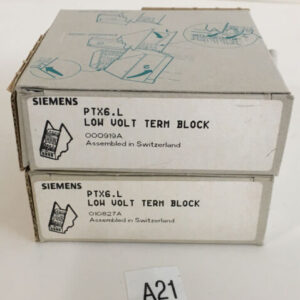 SIEMENS
PTX6.L
LOW VOLT TERM BLOCK
000919A
Assembled in Switzerland
SIEMENS
PTX6.L
LOW VOLT TERM BLOCK
010827A
Assembled in Switzerland
A21